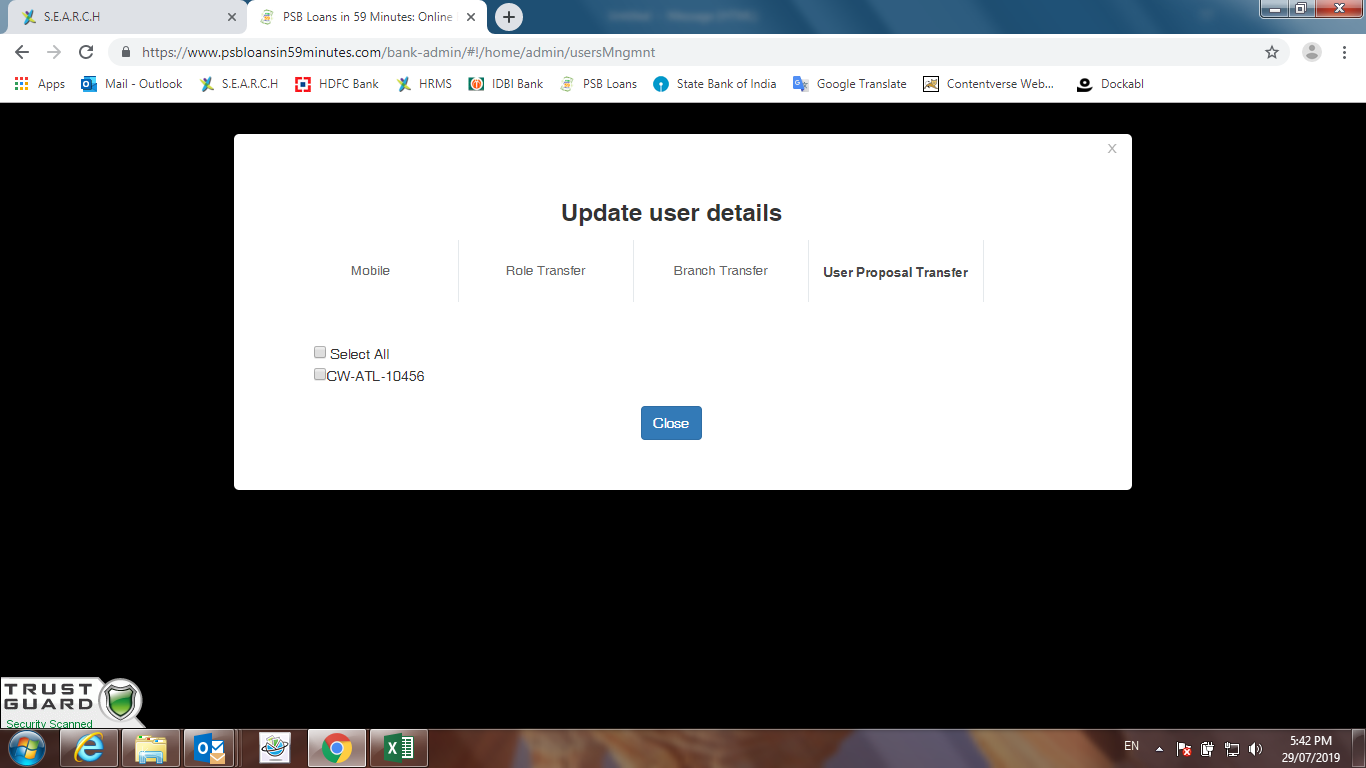 S.E.A.R.C.H
PSB Loans in 59 Minutes: Online
https://www.psbloansin59minutes.com/bank-admin/#!/home/admin/usersMngmnt
Apps Mail - Outlook S.E.A.R.C.H HDFC Bank HRMS IDBI Bank PSB Loans State Bank of India Google Translate Contentverse Web... Dockabl
X
Update user details
Mobile Role Transfer Branch Transfer User Proposal Transfer
Select All
CW-ATL-10456
Close
TRUST
GUARD
Security Scanned
EN
5:42 PM
29/07/2019